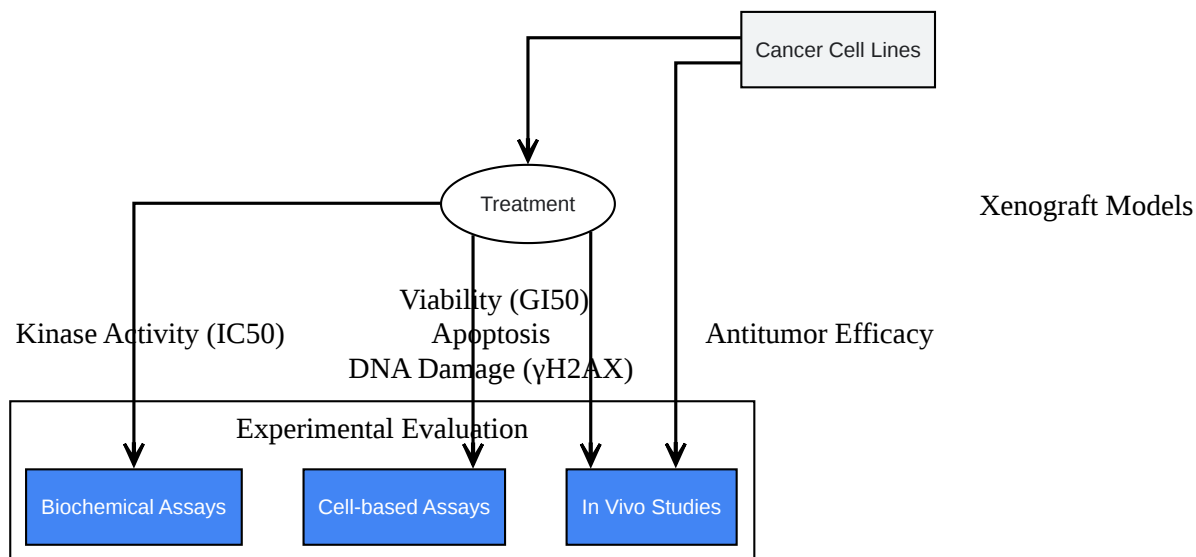 Cancer Cell Lines
Treatment
Xenograft Models
Viability (GI50)
Kinase Activity (IC50)
Apoptosis
Antitumor Efficacy
DNA Damage (γH2AX)
Experimental Evaluation
Biochemical Assays
Cell-based Assays
In Vivo Studies